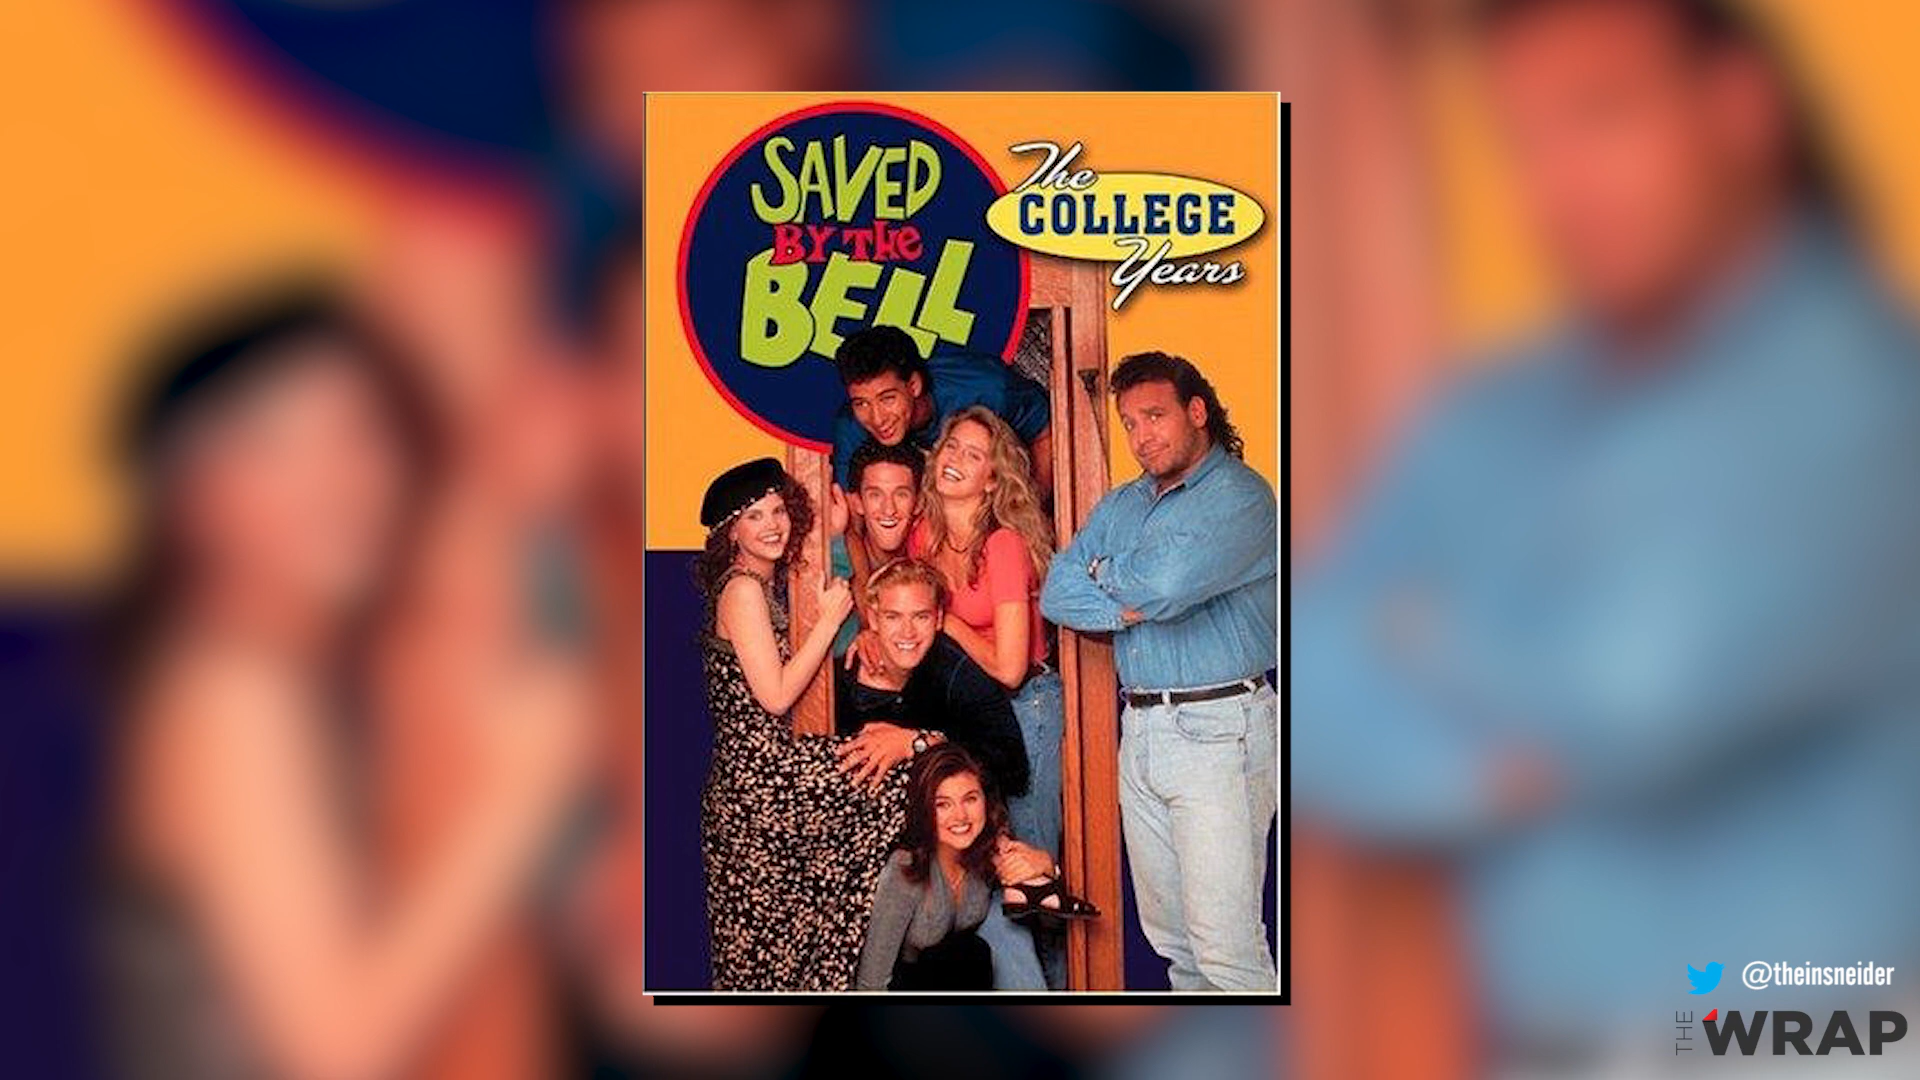 SAVED
BY THE
BELL
The
COLLEGE
Years
@theinsneider
THE WRAP